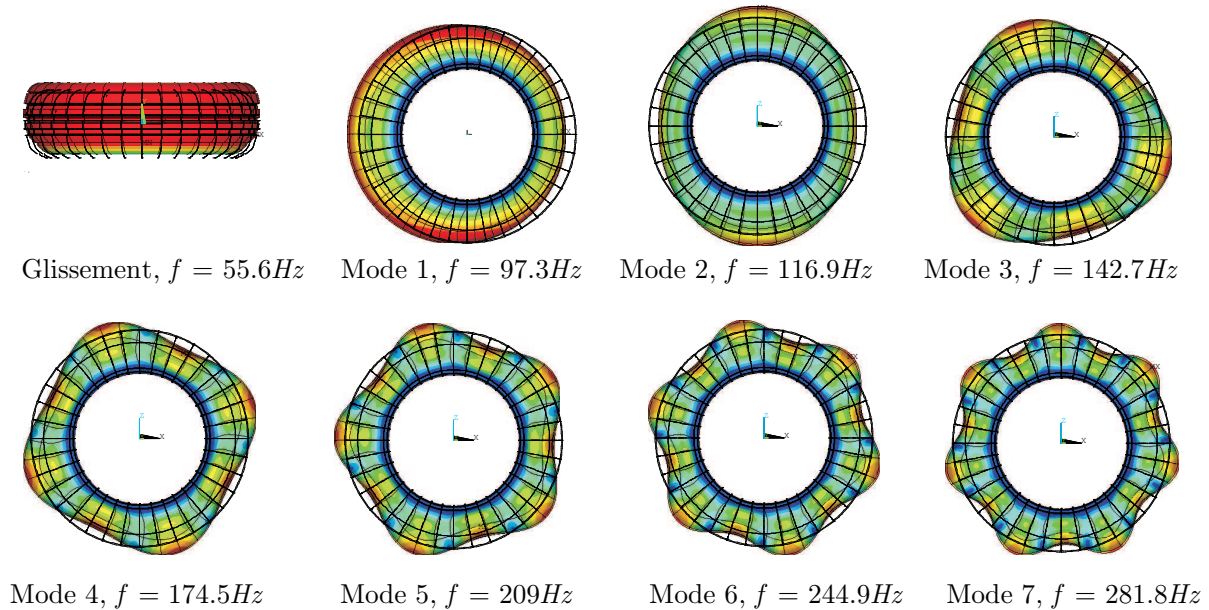 Glissement, f = 55.6Hz
Mode 1, f = 97.3Hz
Mode 2, f = 116.9Hz
Mode 3, f = 142.7Hz
Mode 4, f = 174.5Hz
Mode 5, f = 209Hz
Mode 6, f = 244.9Hz
Mode 7, f = 281.8Hz